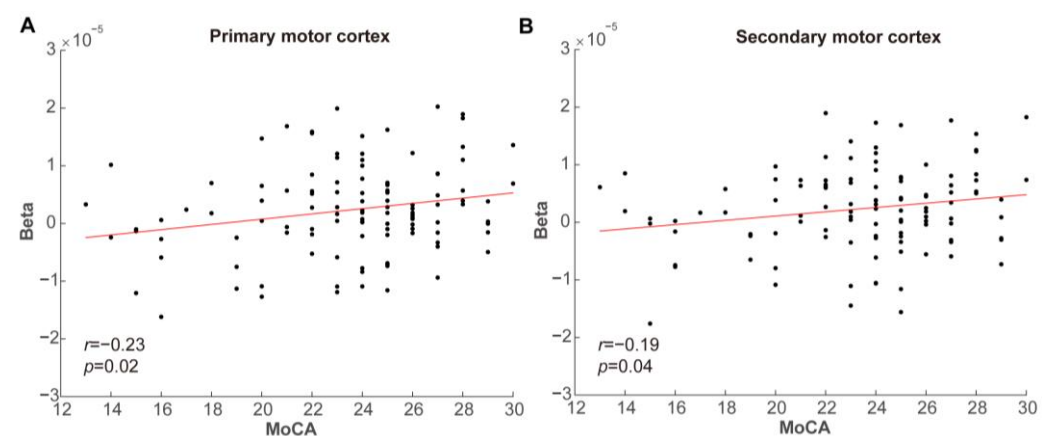 A
Primary motor cortex
3 ×10⁻⁵
2
1
0
−1
−2
−3
Beta
r=−0.23
p=0.02
12 14 16 18 20 22 24 26 28 30
MoCA
B
Secondary motor cortex
3 ×10⁻⁵
2
1
0
−1
−2
−3
Beta
r=−0.19
p=0.04
12 14 16 18 20 22 24 26 28 30
MoCA